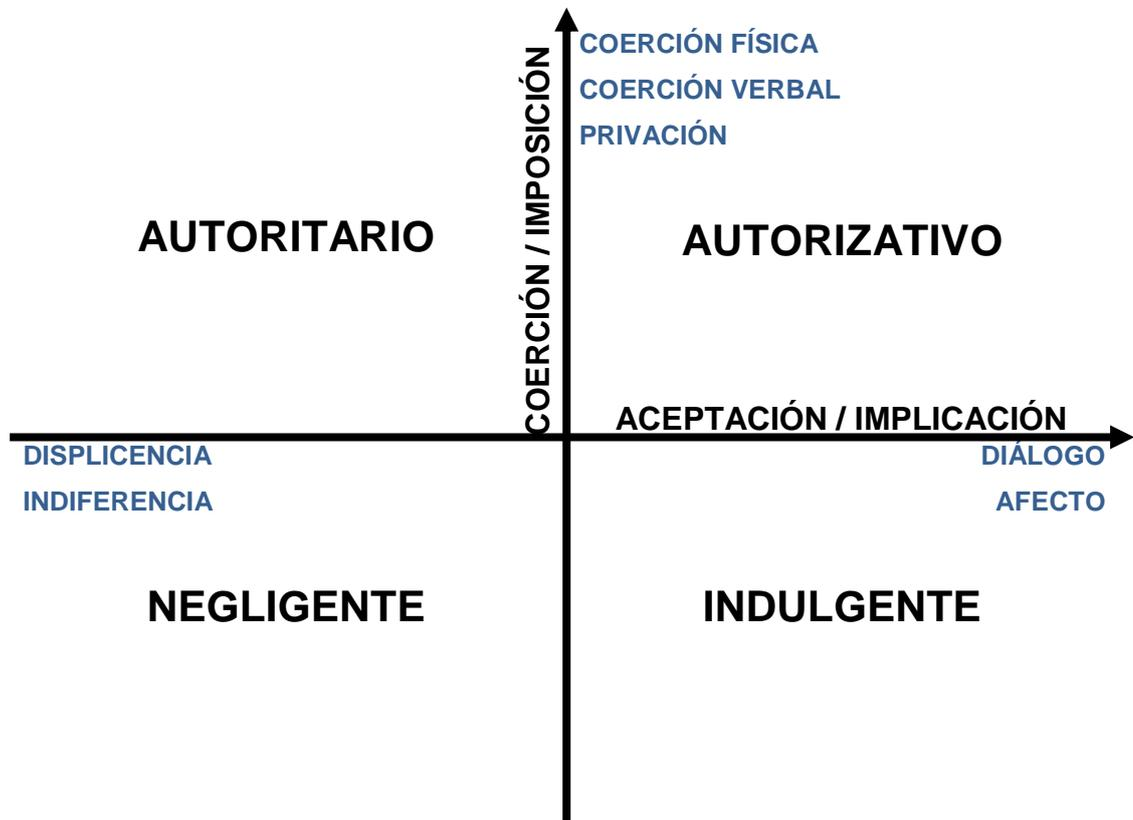 COERCIÓN FÍSICA
COERCIÓN VERBAL
PRIVACIÓN
COERCIÓN / IMPOSICIÓN
AUTORITARIO
AUTORIZATIVO
ACEPTACIÓN / IMPLICACIÓN
DISPLICENCIA
DIÁLOGO
INDIFERENCIA
AFECTO
NEGLIGENTE
INDULGENTE